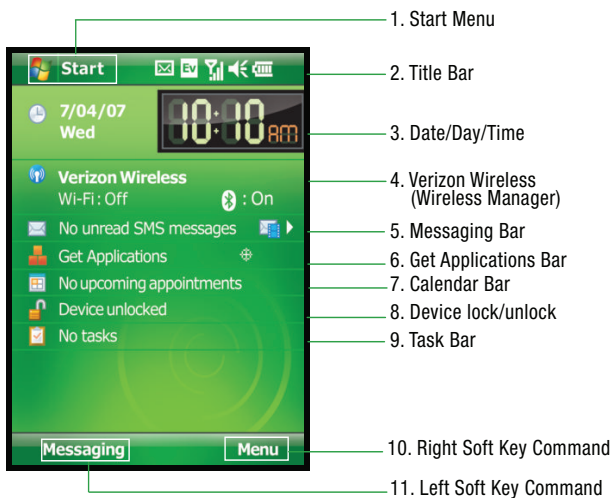 1. Start Menu
Start
Ev
2. Title Bar
7/04/07
Wed
10:10 AM
3. Date/Day/Time
Verizon Wireless
Wi-Fi: Off
: On
4. Verizon Wireless
(Wireless Manager)
No unread SMS messages
5. Messaging Bar
Get Applications
6. Get Applications Bar
No upcoming appointments
7. Calendar Bar
Device unlocked
8. Device lock/unlock
No tasks
9. Task Bar
Messaging
Menu
10. Right Soft Key Command
11. Left Soft Key Command